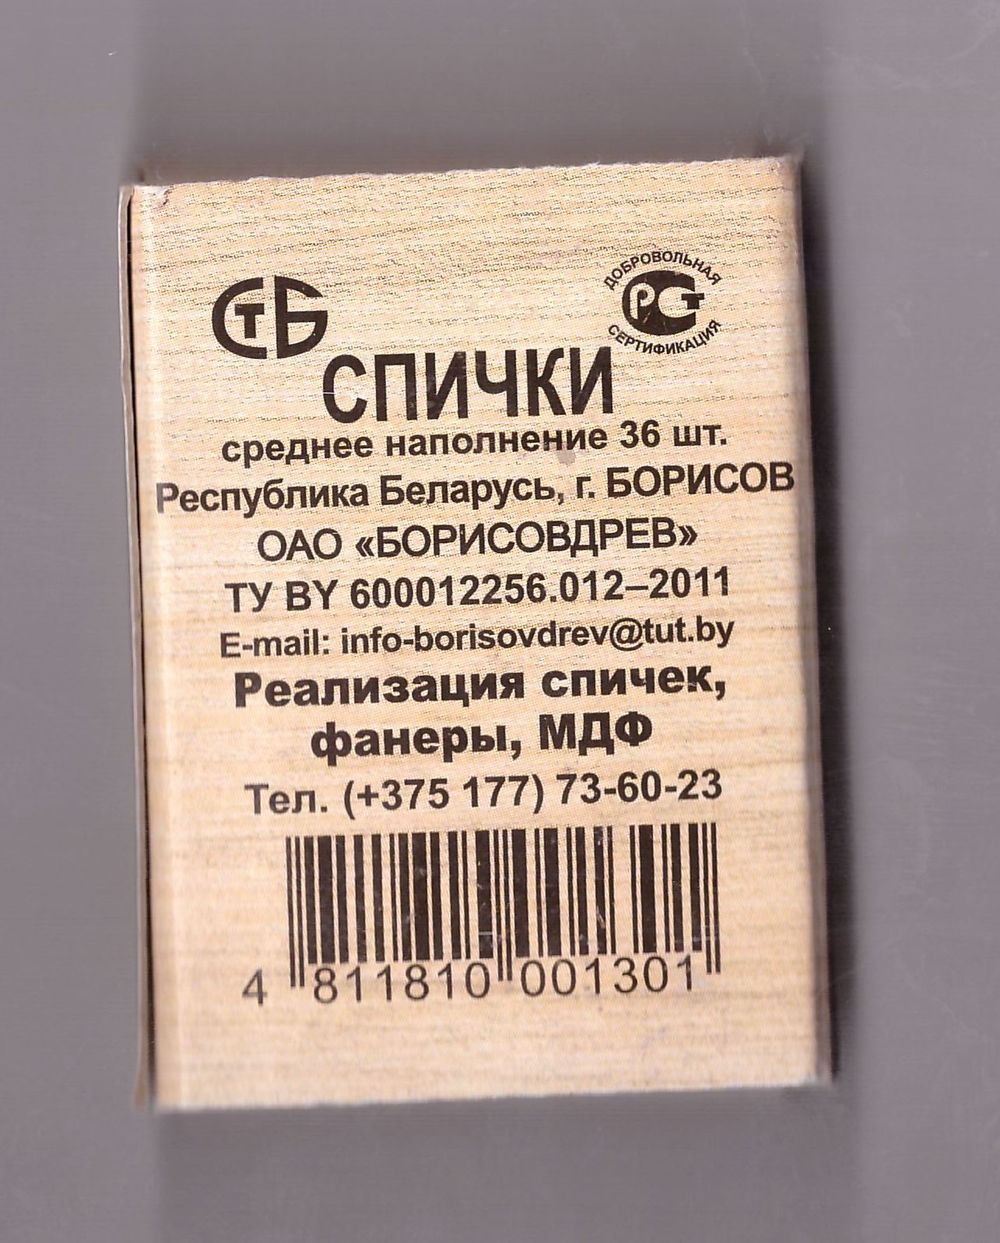 СТБ
ДОБРОВОЛЬНАЯ
РСТ
СЕРТИФИКАЦИЯ
СПИЧКИ
среднее наполнение 36 шт.
Республика Беларусь, г. БОРИСОВ
ОАО «БОРИСОВДРЕВ»
ТУ BY 600012256.012–2011
E-mail: info-borisovdrev@tut.by
Реализация спичек,
фанеры, МДФ
Тел. (+375 177) 73-60-23
4 811810 001301